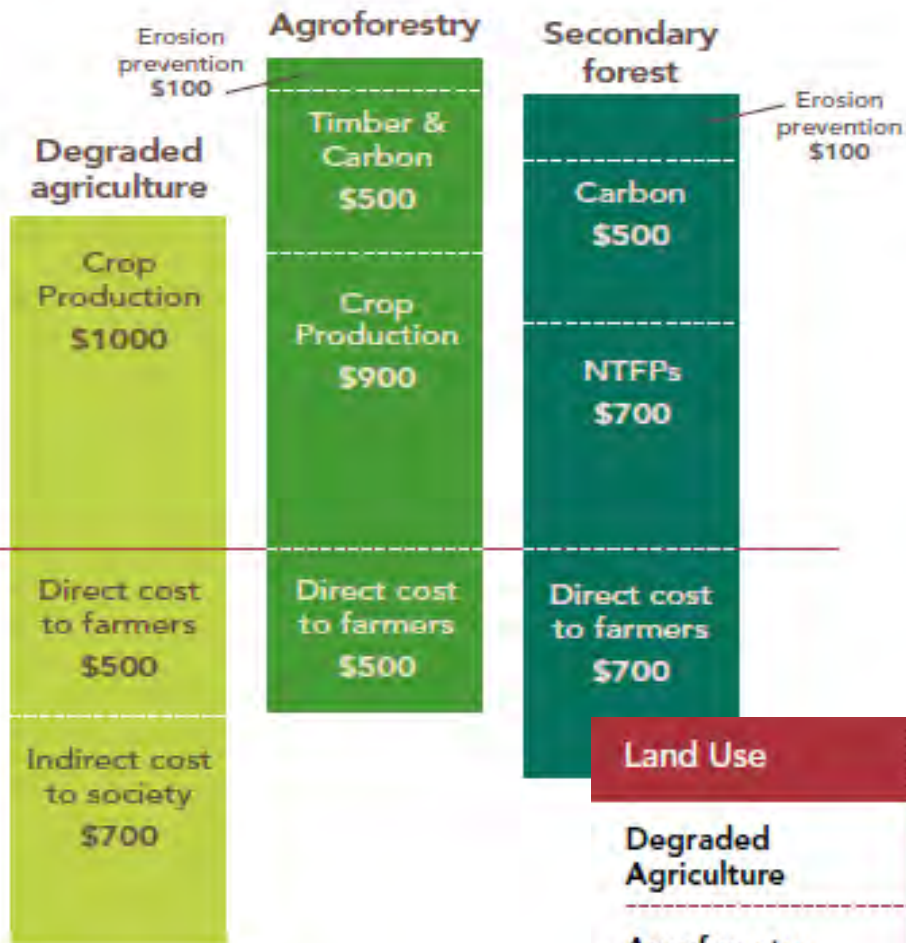 Degraded
agriculture
Crop
Production
$1000
Direct cost
to farmers
$500
Indirect cost
to society
$700
Erosion
prevention
$100
Agroforestry
Timber &
Carbon
$500
Crop
Production
$900
Direct cost
to farmers
$500
Secondary
forest
Erosion
prevention
$100
Carbon
$500
NTFPs
$700
Direct cost
to farmers
$700
Land Use
Degraded
Agriculture